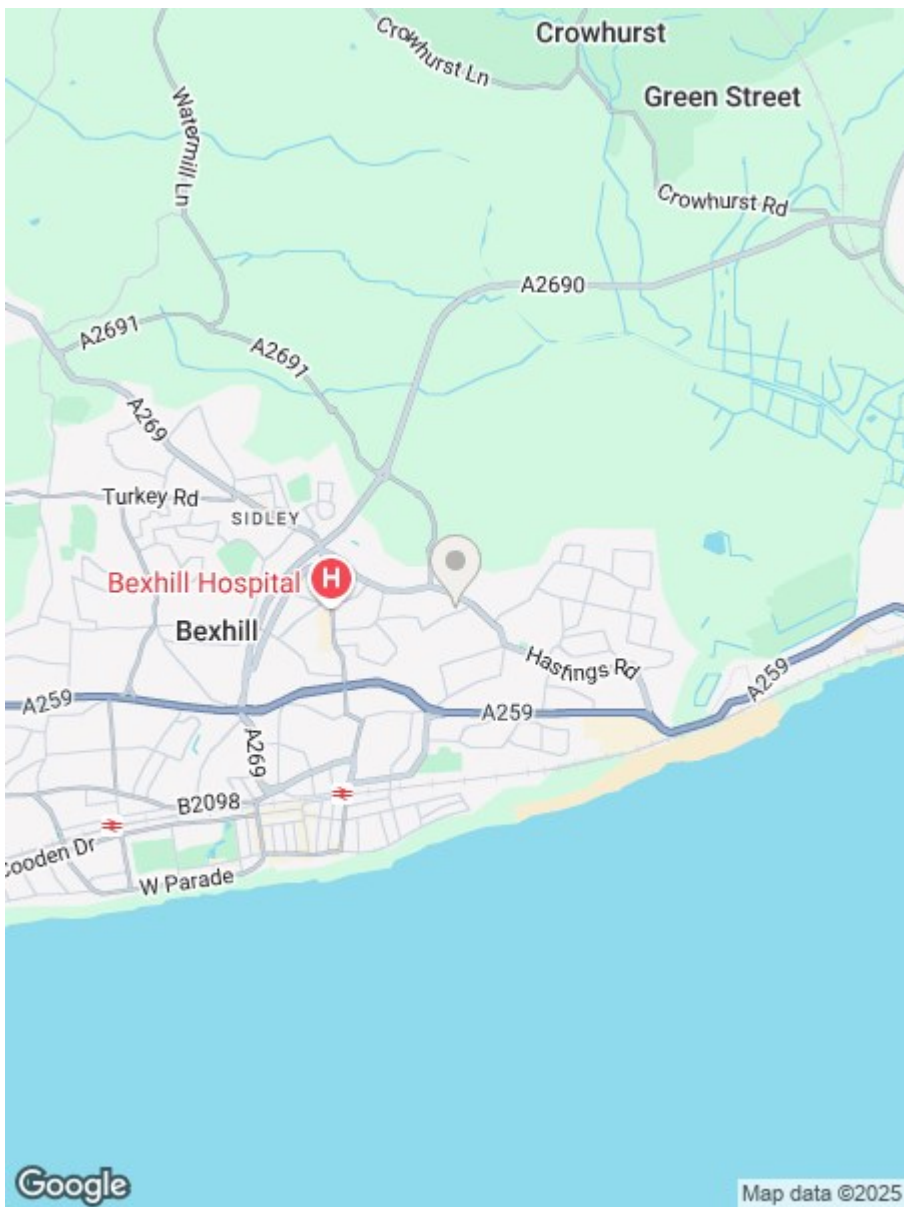 Crowhurst
Crowhurst Ln
Green Street
Watermill Ln
Crowhurst Rd
A2690
A2691
A2691
A269
Turkey Rd
SIDLEY
Bexhill Hospital
H
Bexhill
Hastings Rd
A259
A259
A259
A269
B2098
Cooden Dr
W Parade
Google
Map data ©2025